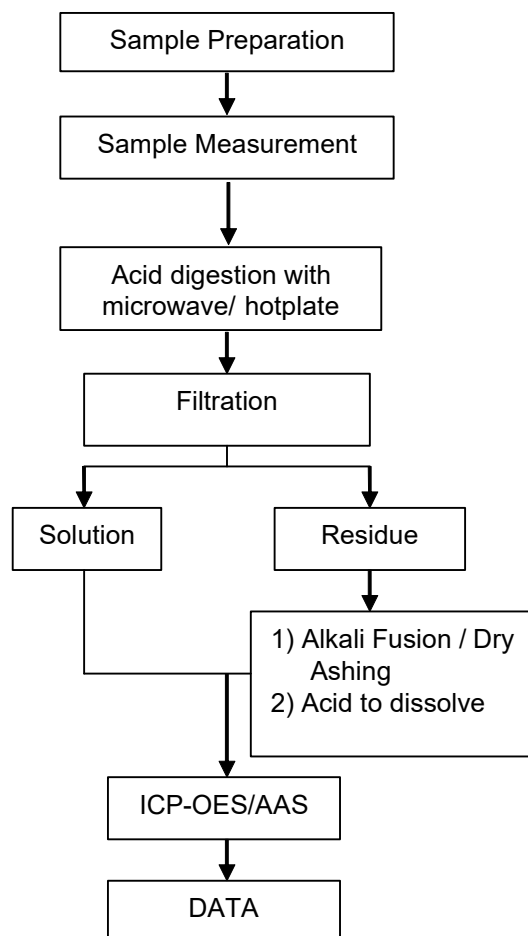 Sample Preparation
Sample Measurement
Acid digestion with
microwave/ hotplate
Filtration
Solution
Residue
1) Alkali Fusion / Dry
Ashing
2) Acid to dissolve
ICP-OES/AAS
DATA